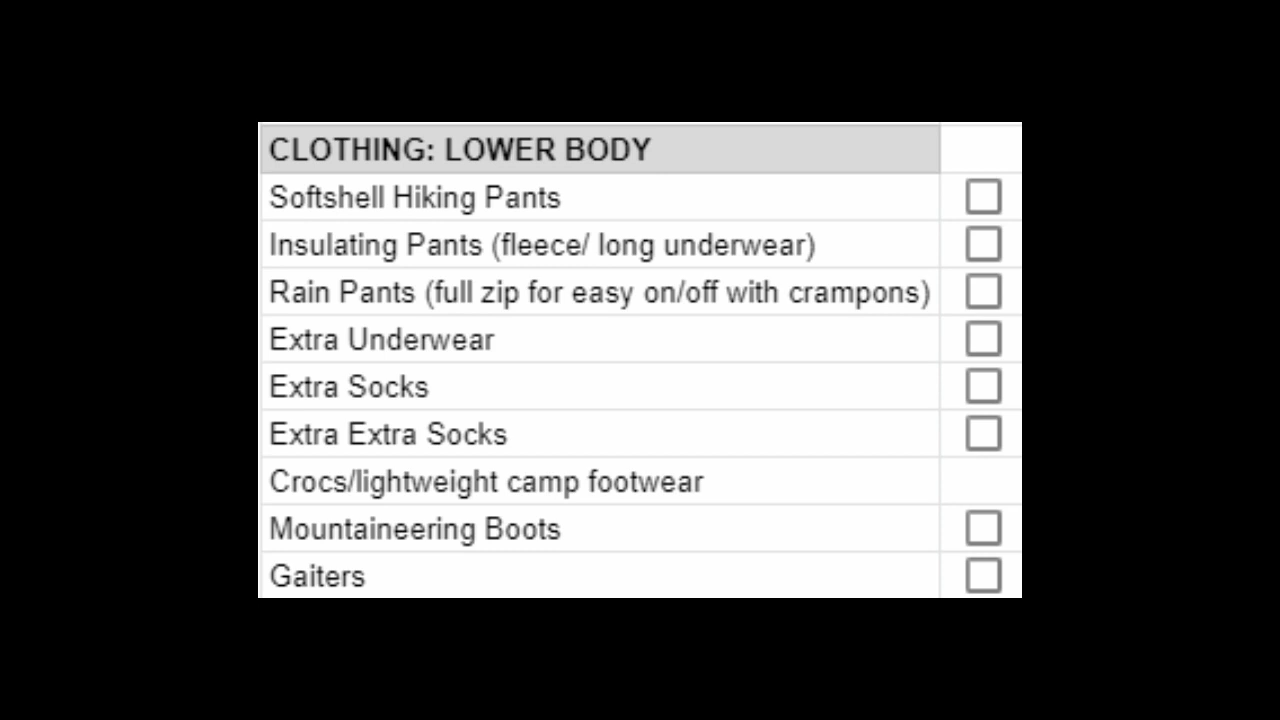 CLOTHING: LOWER BODY
Softshell Hiking Pants
Insulating Pants (fleece/ long underwear)
Rain Pants (full zip for easy on/off with crampons)
Extra Underwear
Extra Socks
Extra Extra Socks
Crocs/lightweight camp footwear
Mountaineering Boots
Gaiters